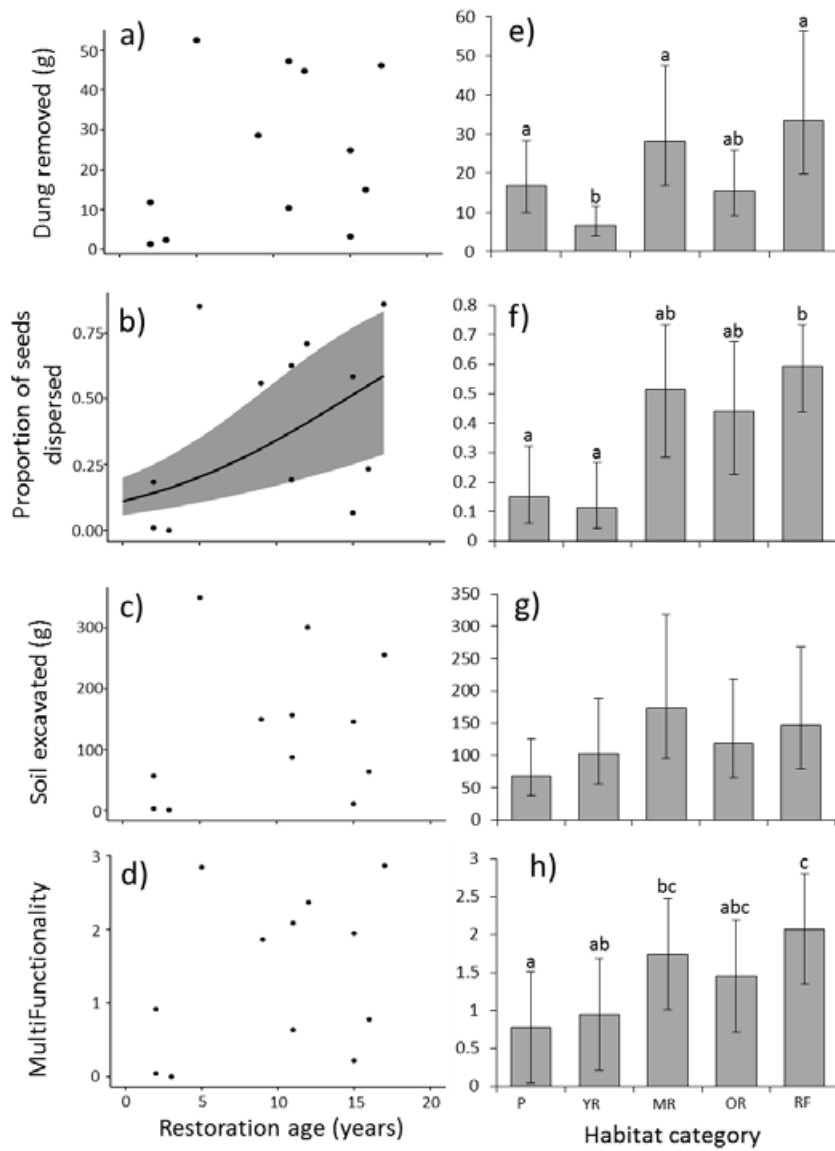 a)
Dung removed (g)
50
40
30
20
10
0
e)
60
50
40
30
20
10
0
a
b
a
ab
a
b)
Proportion of seeds
dispersed
0.75
0.50
0.25
0.00
f)
0.8
0.7
0.6
0.5
0.4
0.3
0.2
0.1
0
a
a
ab
ab
b
c)
Soil excavated (g)
300
200
100
0
g)
350
300
250
200
150
100
50
0
d)
MultiFunctionality
3
2
1
0
0 5 10 15 20
Restoration age (years)
h)
3
2.5
2
1.5
1
0.5
0
a
ab
bc
abc
c
P YR MR OR RF
Habitat category